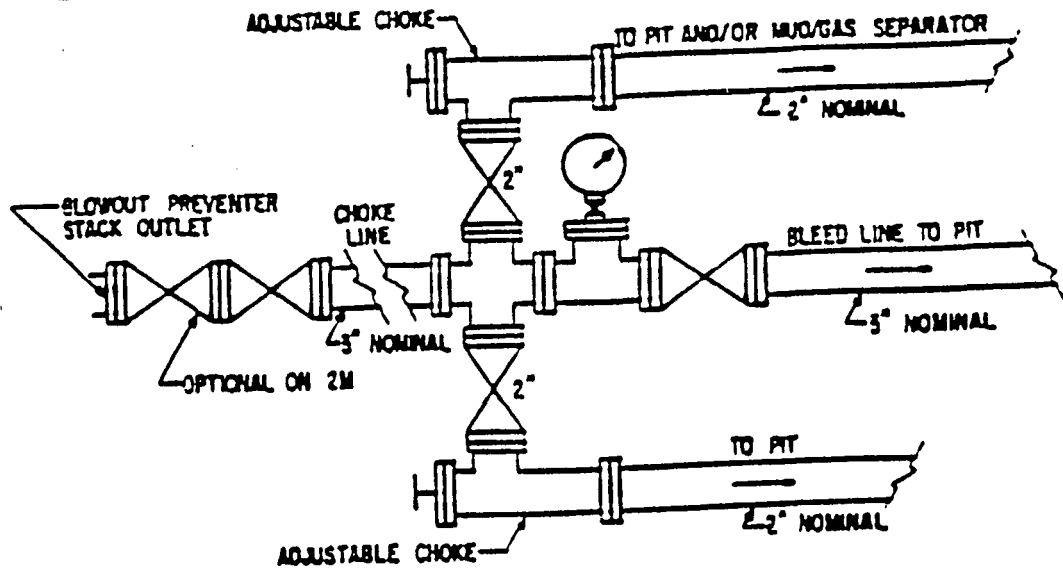 ADJUSTABLE CHOKE
TO PIT AND/OR MUD/GAS SEPARATOR
2" NOMINAL
2"
BLOWOUT PREVENTER
STACK OUTLET
CHOKE
LINE
BLEED LINE TO PIT
3" NOMINAL
3" NOMINAL
OPTIONAL ON 2M
2"
TO PIT
2" NOMINAL
ADJUSTABLE CHOKE